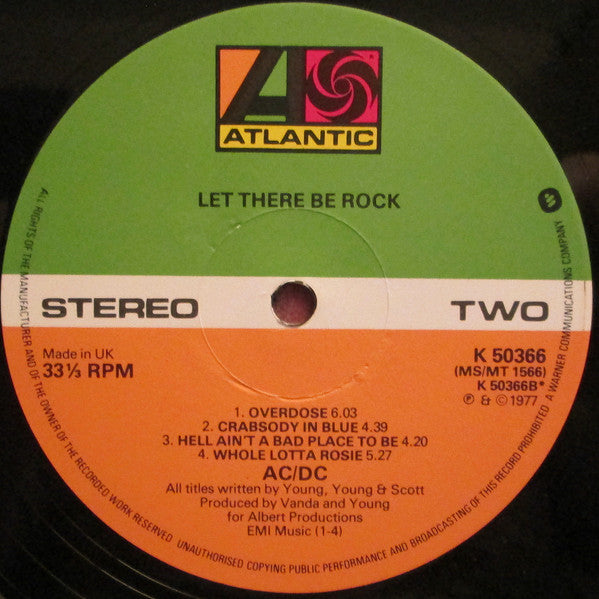 ATLANTIC
LET THERE BE ROCK
STEREO
TWO
Made in UK
33⅓ RPM
K 50366
(MS/MT 1566)
K 50366B*
℗ & © 1977
1. OVERDOSE 6.03
2. CRABSODY IN BLUE 4.39
3. HELL AIN'T A BAD PLACE TO BE 4.20
4. WHOLE LOTTA ROSIE 5.27
AC/DC
All titles written by Young, Young & Scott
Produced by Vanda and Young
for Albert Productions
EMI Music (1-4)
ALL RIGHTS OF THE MANUFACTURER AND OF THE OWNER OF THE RECORDED WORK RESERVED UNAUTHORISED COPYING PUBLIC PERFORMANCE AND BROADCASTING OF THIS RECORD PROHIBITED A WARNER COMMUNICATIONS COMPANY